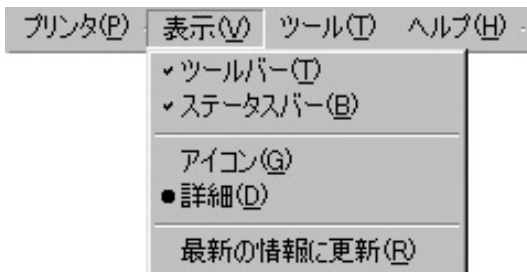 プリンタ(P) 表示(V) ツール(T) ヘルプ(H)
ツールバー(T)
ステータスバー(B)
アイコン(G)
詳細(D)
最新の情報に更新(R)